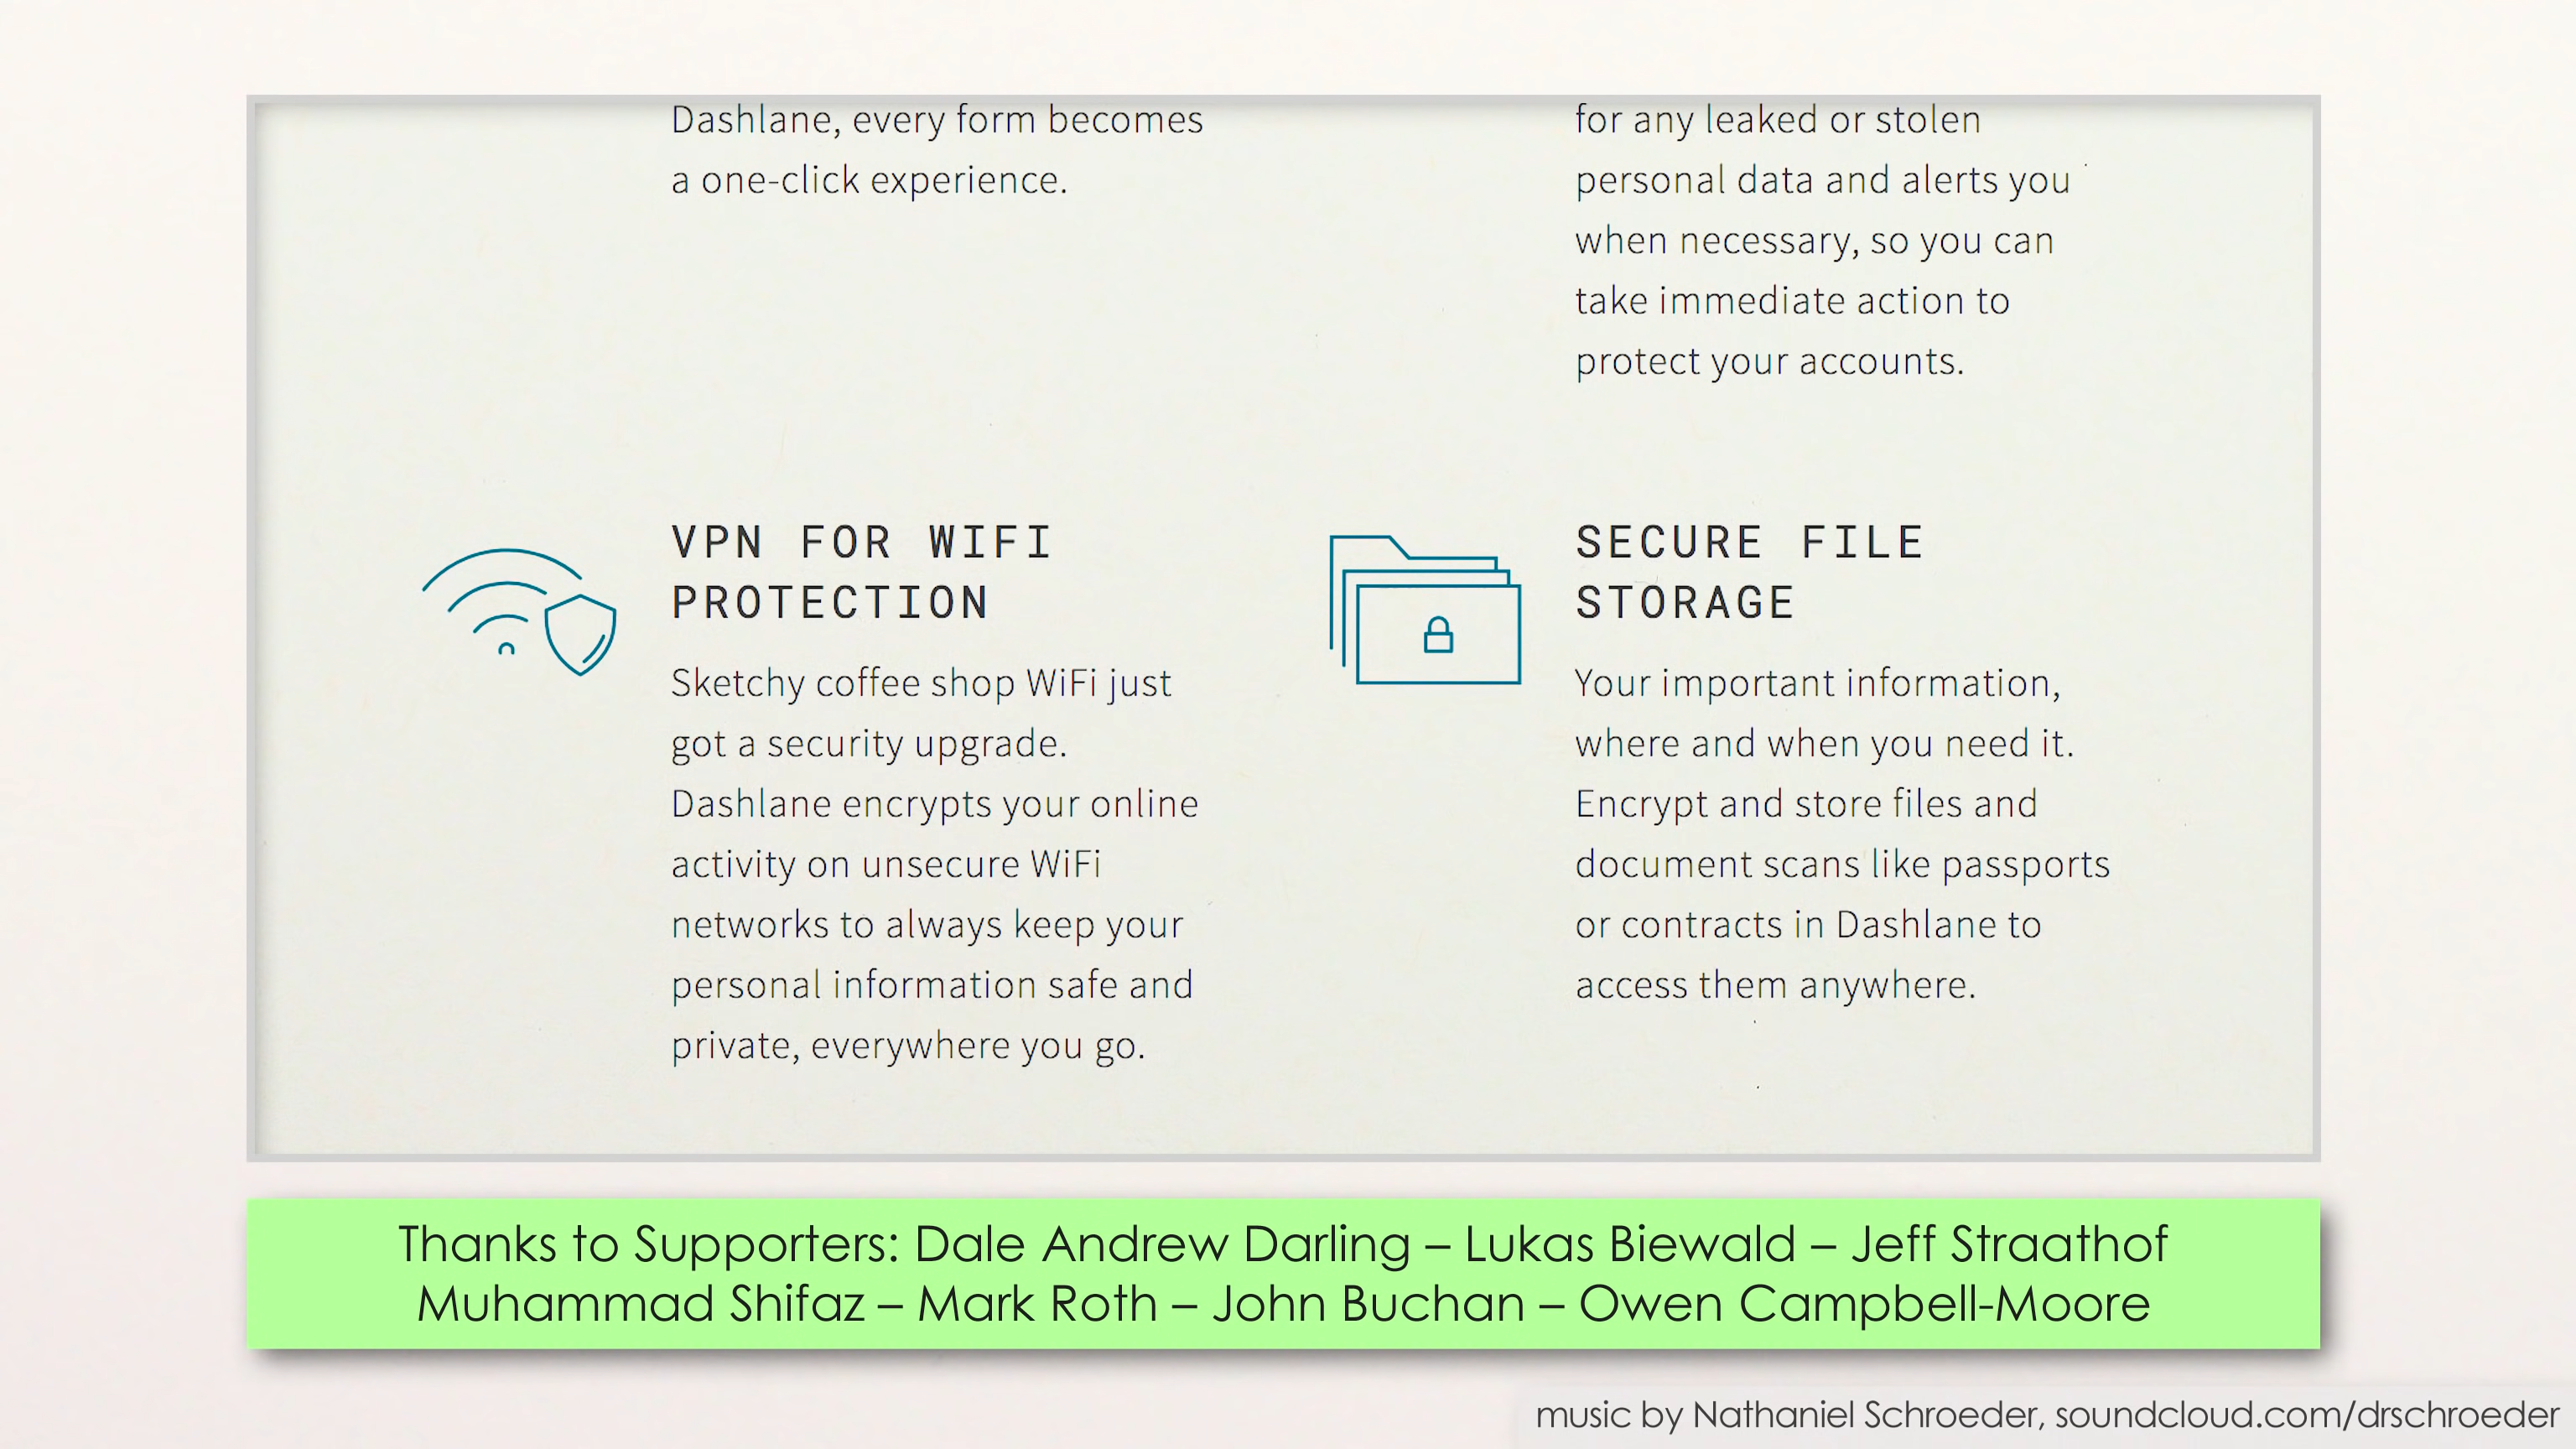 Dashlane, every form becomes
a one-click experience.
for any leaked or stolen
personal data and alerts you
when necessary, so you can
take immediate action to
protect your accounts.
VPN FOR WIFI
PROTECTION
Sketchy coffee shop WiFi just
got a security upgrade.
Dashlane encrypts your online
activity on unsecure WiFi
networks to always keep your
personal information safe and
private, everywhere you go.
SECURE FILE
STORAGE
Your important information,
where and when you need it.
Encrypt and store files and
document scans like passports
or contracts in Dashlane to
access them anywhere.
Thanks to Supporters: Dale Andrew Darling – Lukas Biewald – Jeff Straathof
Muhammad Shifaz – Mark Roth – John Buchan – Owen Campbell-Moore
music by Nathaniel Schroeder, soundcloud.com/drschroeder